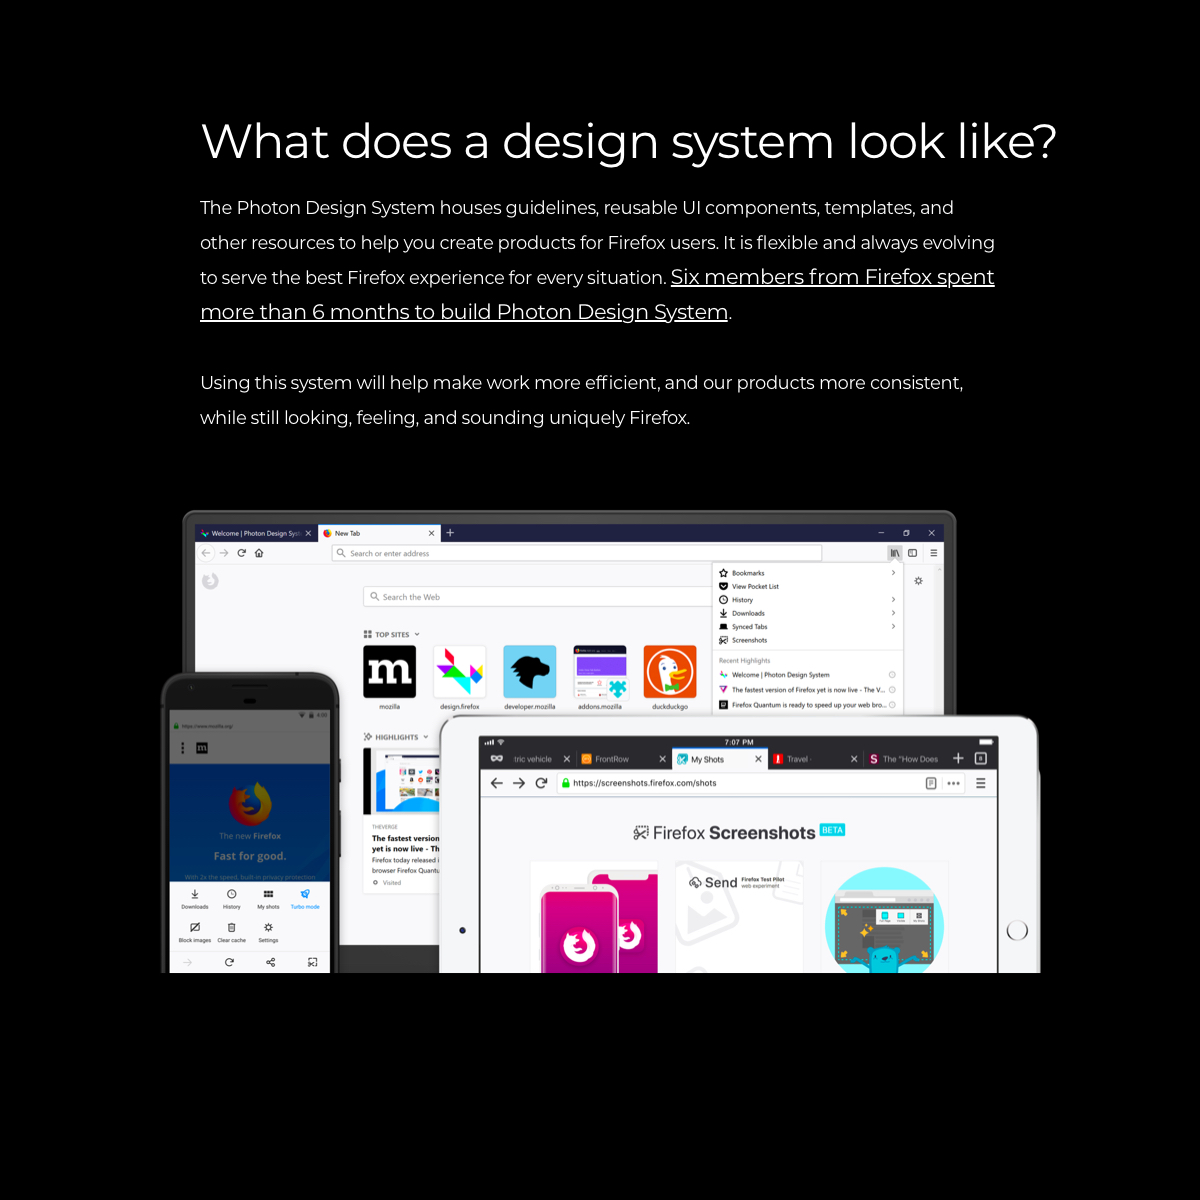 What does a design system look like?
The Photon Design System houses guidelines, reusable UI components, templates, and
other resources to help you create products for Firefox users. It is flexible and always evolving
to serve the best Firefox experience for every situation. Six members from Firefox spent
more than 6 months to build Photon Design System.
Using this system will help make work more efficient, and our products more consistent,
while still looking, feeling, and sounding uniquely Firefox.
Welcome | Photon Design Syst
New Tab
Search or enter address
Bookmarks
View Pocket List
History
Downloads
Synced Tabs
Screenshots
Recent Highlights
Welcome | Photon Design System
The fastest version of Firefox yet is now live - The V...
Firefox Quantum is ready to speed up your web bro...
Search the Web
TOP SITES
mozilla
design.firefox
developer.mozilla
addons.mozilla
duckduckgo
HIGHLIGHTS
THEVERGE
The fastest version
yet is now live - Th
Firefox today released i
browser Firefox Quantu
Visited
4:00
https://www.mozilla.org/
m
The new Firefox
Fast for good.
With 2x the speed, built-in privacy protection
Downloads
History
My shots
Turbo mode
Block images
Clear cache
Settings
7:07 PM
tric vehicle
FrontRow
My Shots
Travel
The "How Does
https://screenshots.firefox.com/shots
Firefox Screenshots BETA
Send
Firefox Test Pilot
web experiment